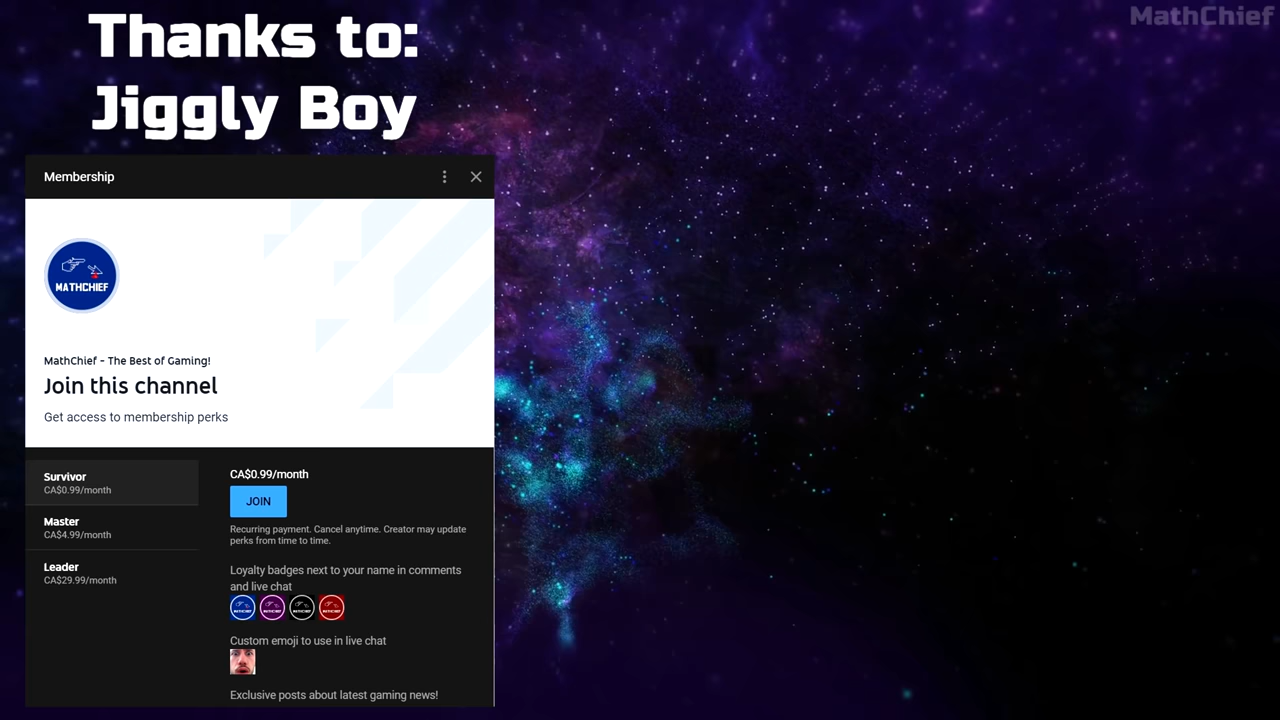 MathChief
Thanks to:
Jiggly Boy
Membership
MATHCHIEF
MathChief - The Best of Gaming!
Join this channel
Get access to membership perks
Survivor
CA$0.99/month
Master
CA$4.99/month
Leader
CA$29.99/month
CA$0.99/month
JOIN
Recurring payment. Cancel anytime. Creator may update
perks from time to time.
Loyalty badges next to your name in comments
and live chat
MATHCHIEF
MATHCHIEF
MATHCHIEF
MATHCHIEF
Custom emoji to use in live chat
Exclusive posts about latest gaming news!